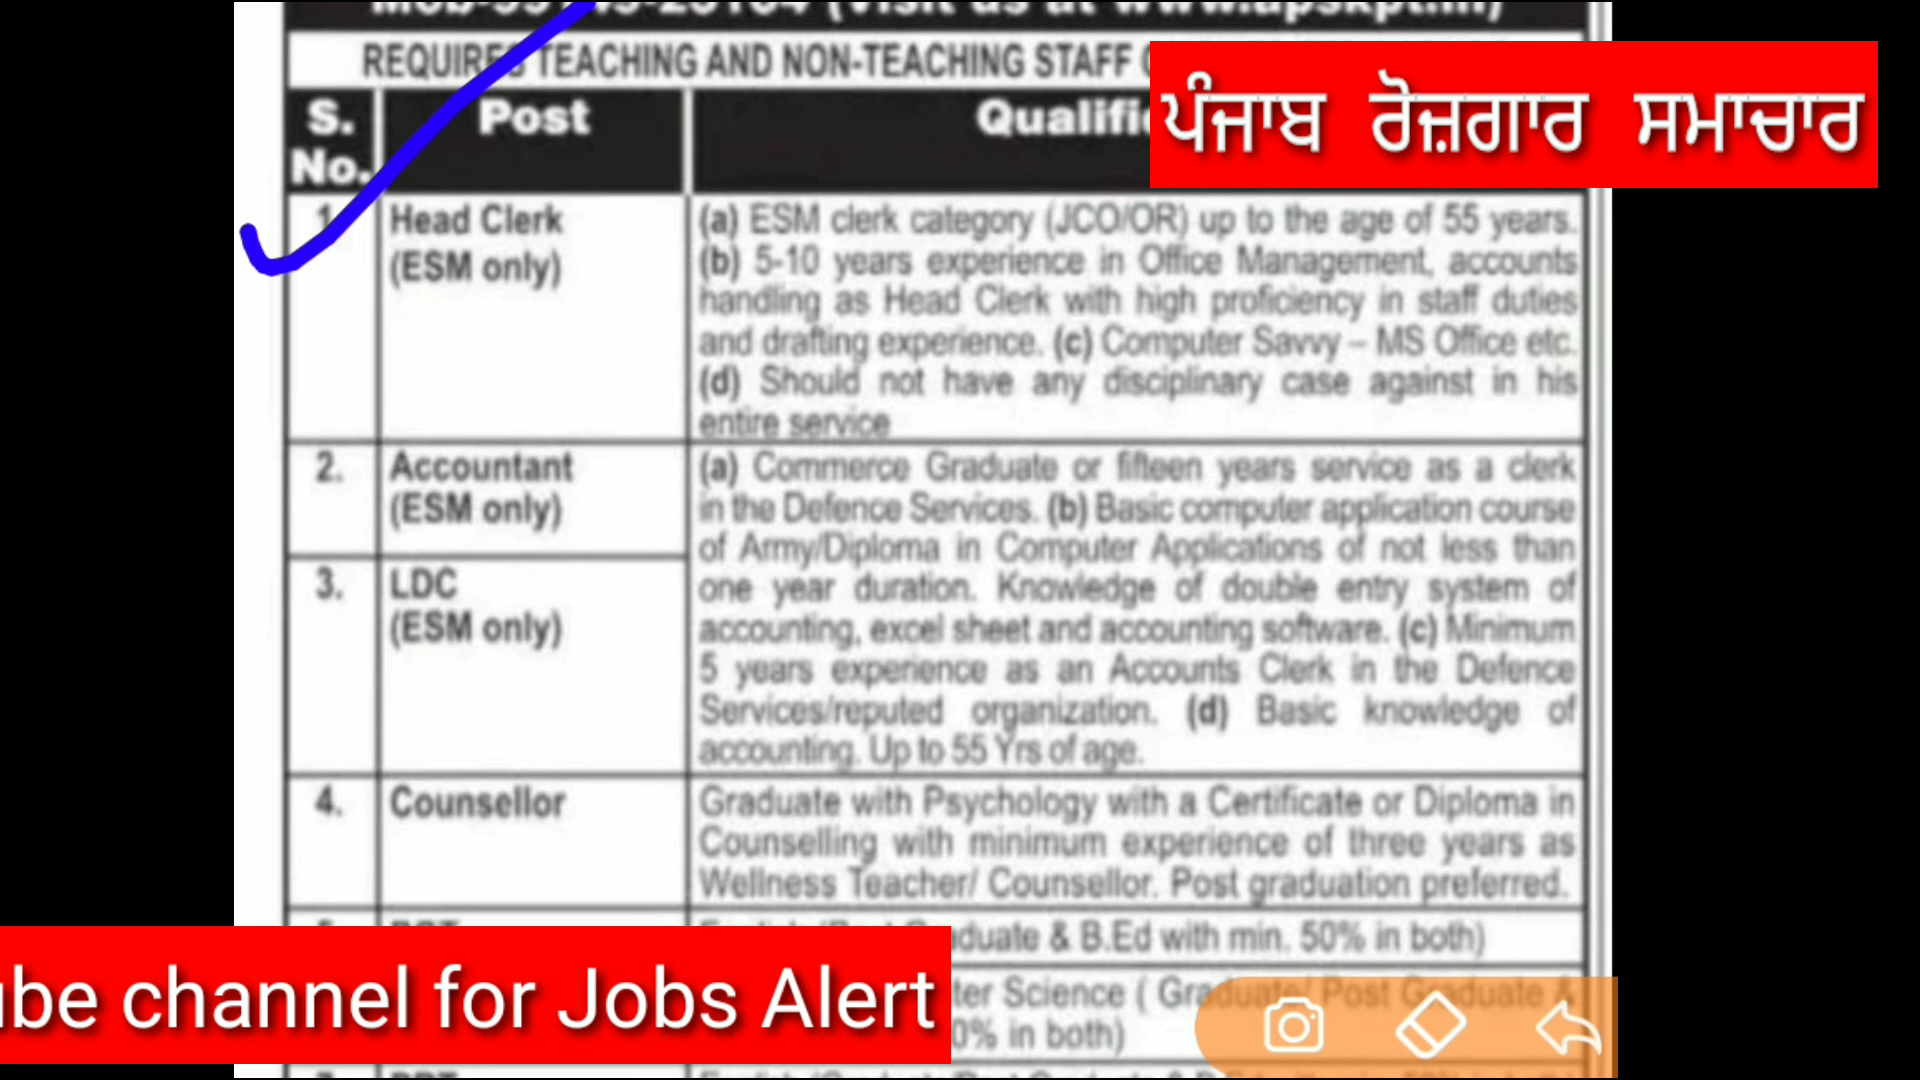 (Visit us at www.apskpt.in)
REQUIRES TEACHING AND NON-TEACHING STAFF
ਪੰਜਾਬ ਰੋਜ਼ਗਾਰ ਸਮਾਚਾਰ
S. No. Post
1. Head Clerk (ESM only)
(a) ESM clerk category (JCO/OR) up to the age of 55 years.
(b) 5-10 years experience in Office Management, accounts
handling as Head Clerk with high proficiency in staff duties
and drafting experience. (c) Computer Savvy – MS Office etc.
(d) Should not have any disciplinary case against in his
entire service
2. Accountant (ESM only)
3. LDC (ESM only)
(a) Commerce Graduate or fifteen years service as a clerk
in the Defence Services. (b) Basic computer application course
of Army/Diploma in Computer Applications of not less than
one year duration. Knowledge of double entry system of
accounting, excel sheet and accounting software. (c) Minimum
5 years experience as an Accounts Clerk in the Defence
Services/reputed organization. (d) Basic knowledge of
accounting. Up to 55 Yrs of age.
4. Counsellor
Graduate with Psychology with a Certificate or Diploma in
Counselling with minimum experience of three years as
Wellness Teacher/ Counsellor. Post graduation preferred.
& B.Ed with min. 50% in both)
Science ( Graduate/ Post Graduate &
in both)
channel for Jobs Alert